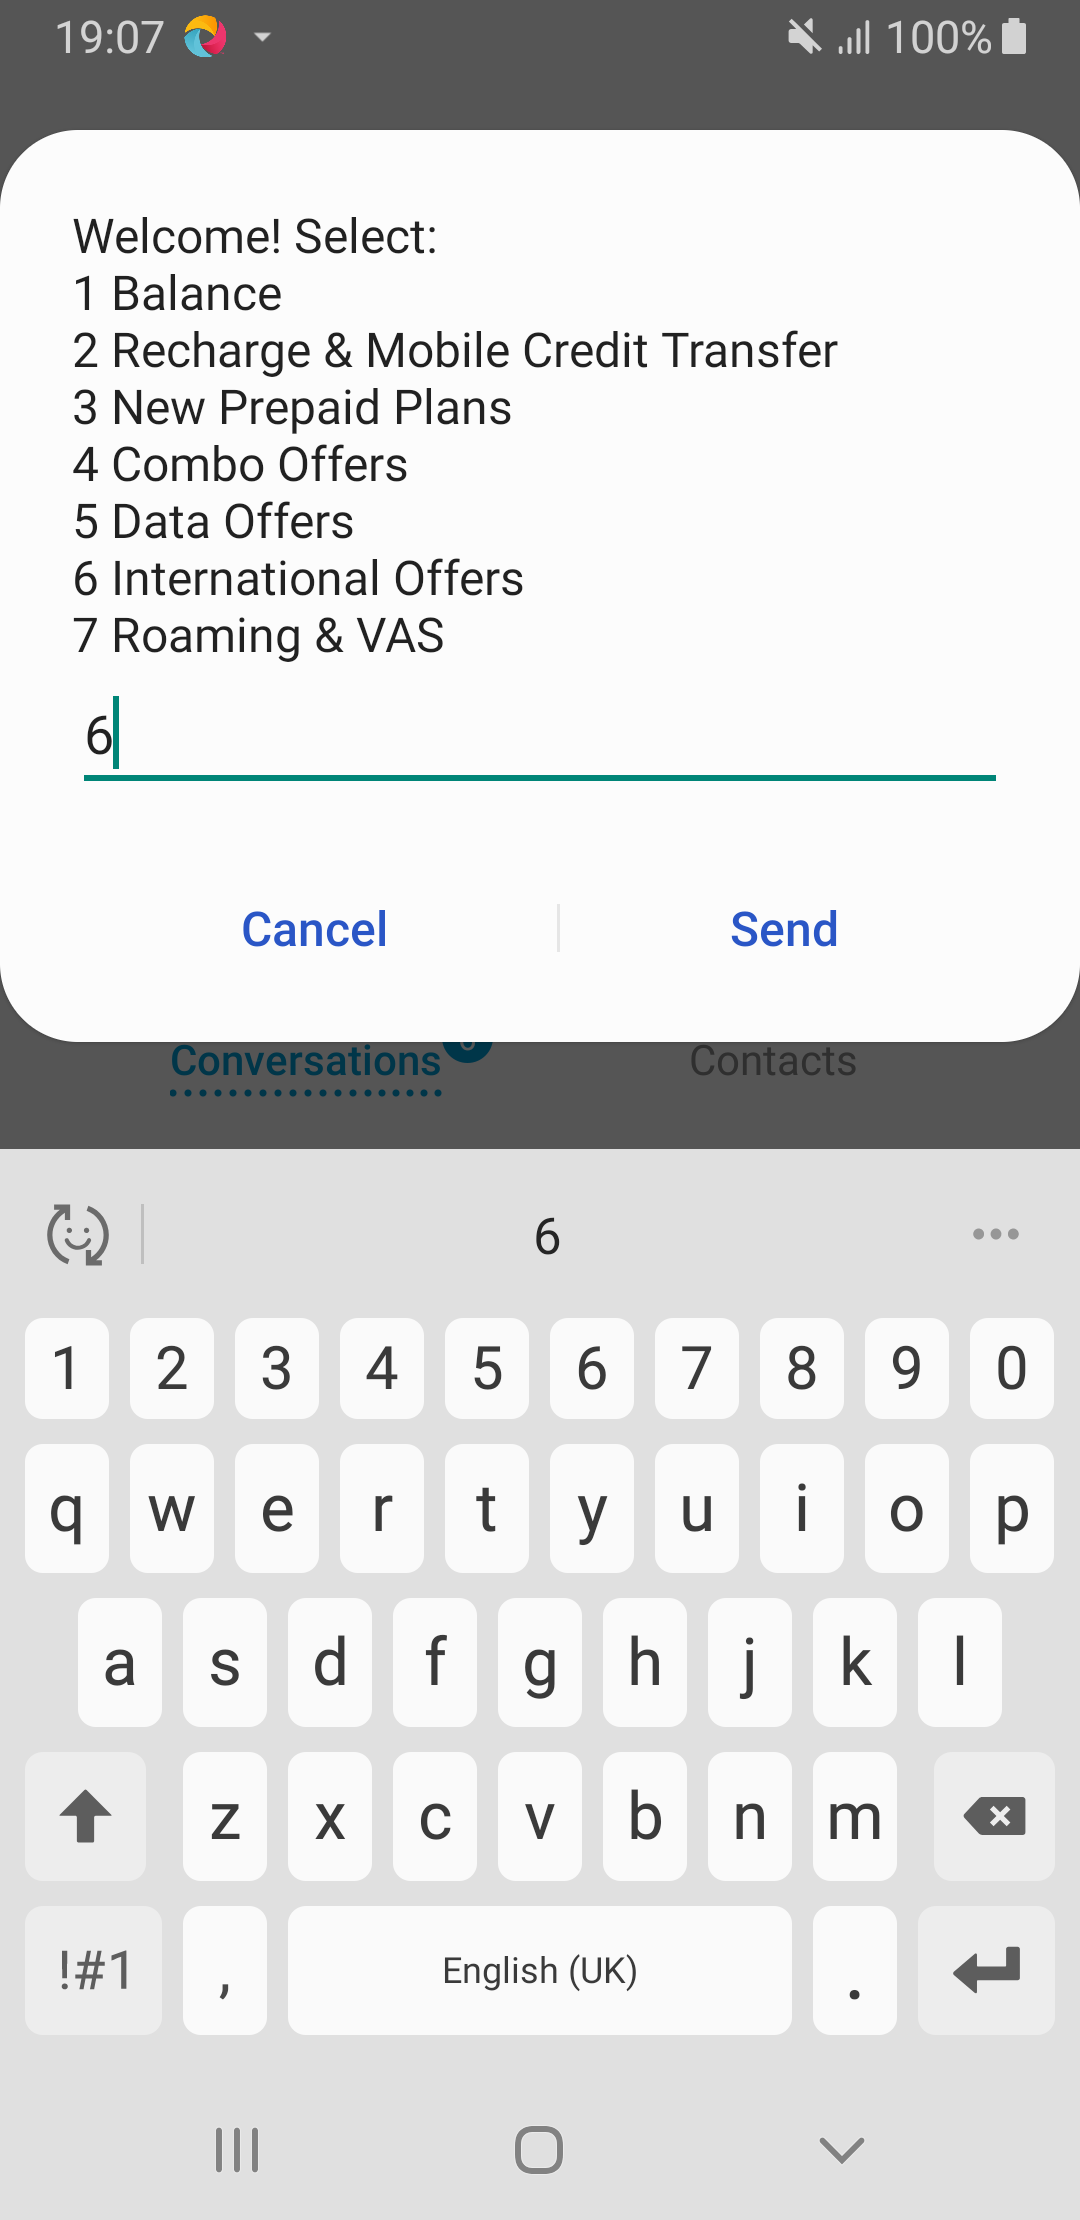 19:07 100%
Welcome! Select:
1 Balance
2 Recharge & Mobile Credit Transfer
3 New Prepaid Plans
4 Combo Offers
5 Data Offers
6 International Offers
7 Roaming & VAS
6
Cancel Send
Conversations Contacts
6
1 2 3 4 5 6 7 8 9 0
q w e r t y u i o p
a s d f g h j k l
z x c v b n m
!#1 , English (UK) .